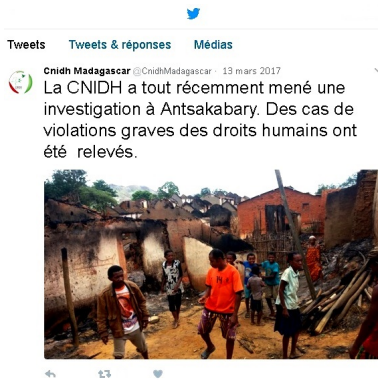 Tweets Tweets & réponses Médias
Cnidh Madagascar @CnidhMadagascar · 13 mars 2017
La CNIDH a tout récemment mené une
investigation à Antsakabary. Des cas de
violations graves des droits humains ont
été relevés.